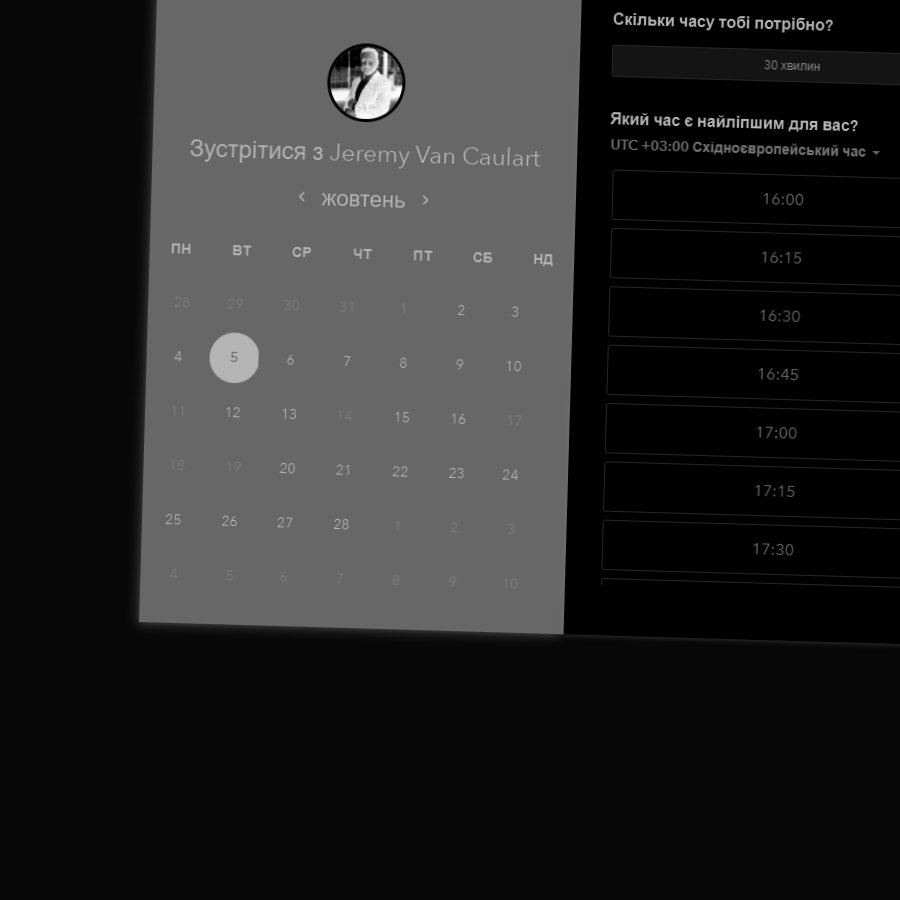 Зустрітися з Jeremy Van Caulart
жовтень
ПН ВТ СР ЧТ ПТ СБ НД
28 29 30 31 1 2 3
4 5 6 7 8 9 10
11 12 13 14 15 16 17
18 19 20 21 22 23 24
25 26 27 28 1 2 3
4 5 6 7 8 9 10
Скільки часу тобі потрібно?
30 хвилин
Який час є найліпшим для вас?
UTC +03:00 Східноєвропейський час
16:00
16:15
16:30
16:45
17:00
17:15
17:30